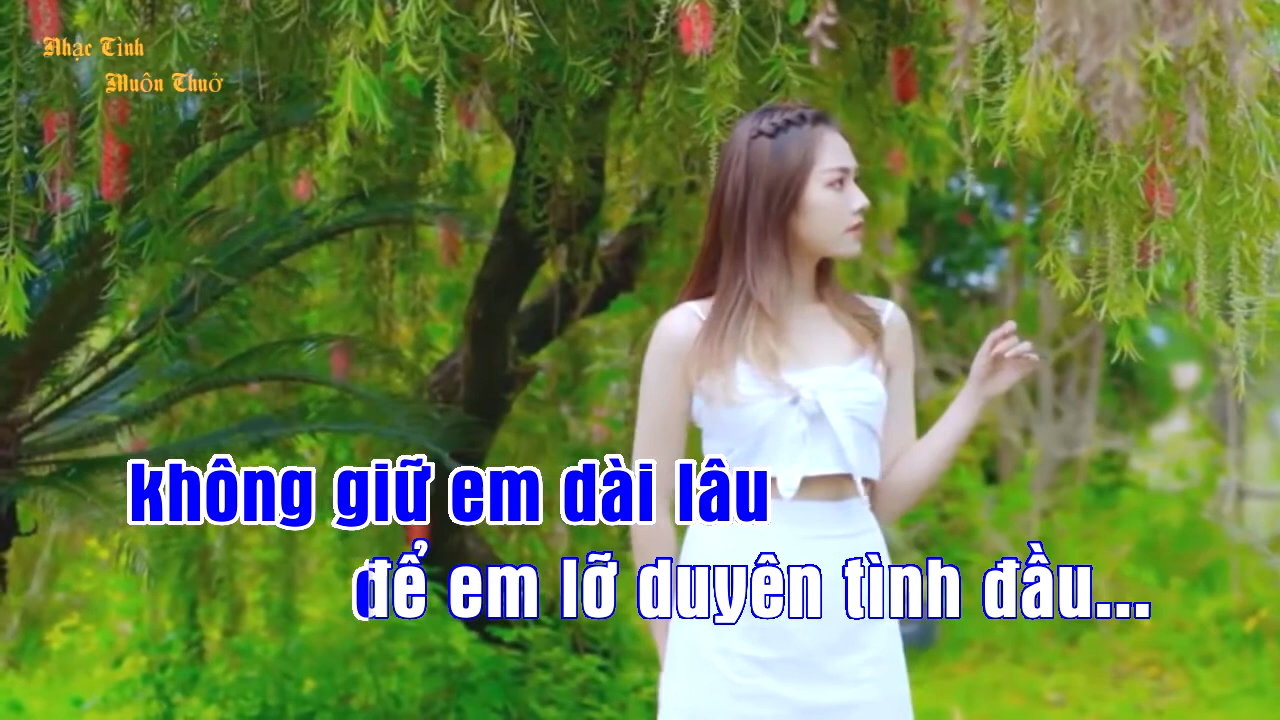 Nhạc Tình
Muôn Thuở
không giữ em dài lâu
để em lỡ duyên tình đầu...